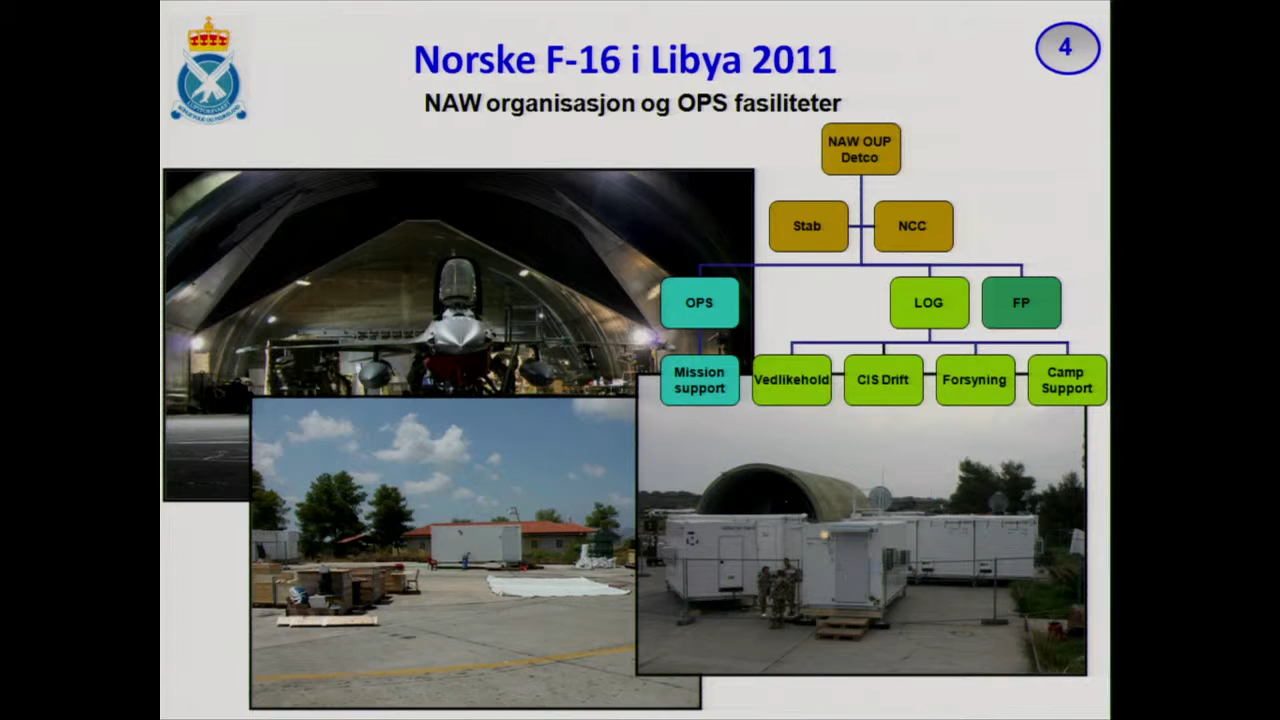 Norske F-16 i Libya 2011
4
NAW organisasjon og OPS fasiliteter
NAW OUP
Detco
Stab
NCC
OPS
LOG
FP
Mission
support
Vedlikehold
CIS Drift
Forsyning
Camp
Support